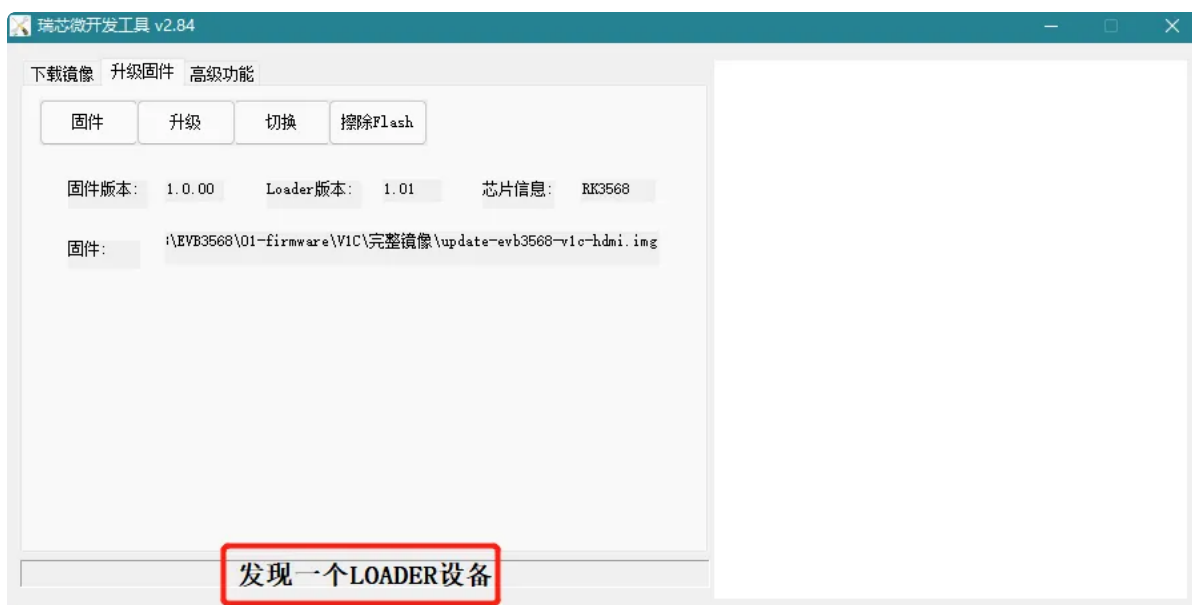 瑞芯微开发工具 v2.84
下载镜像 升级固件 高级功能
固件 升级 切换 擦除Flash
固件版本: 1.0.00 Loader版本: 1.01 芯片信息: RK3568
固件: :\EVB3568\01-firmware\V1C\完整镜像\update-evb3568-v1c-hdmi.img
发现一个LOADER设备